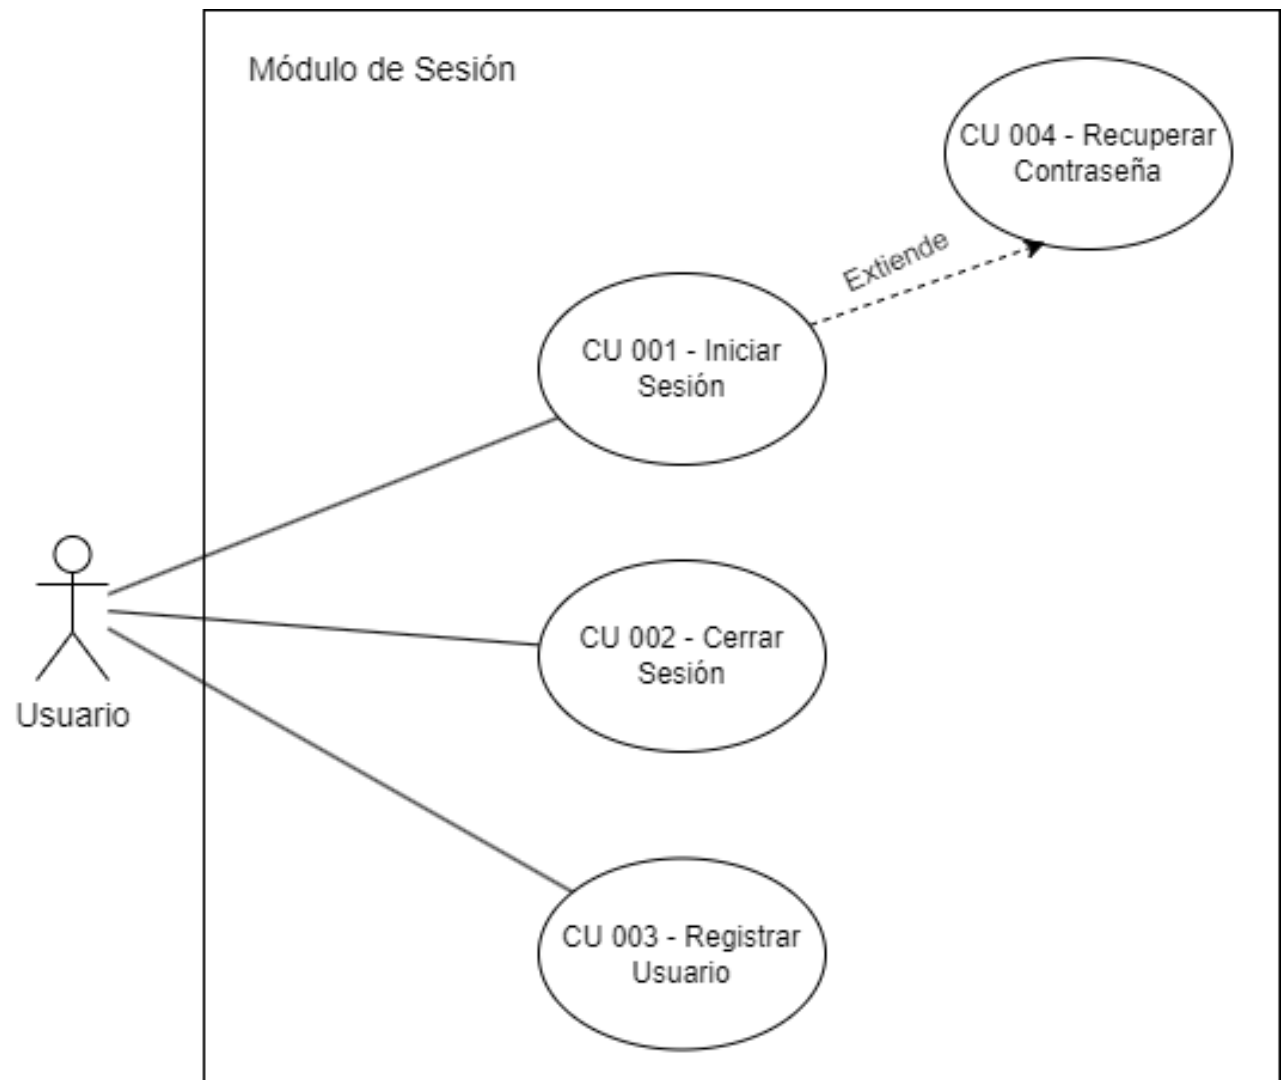 Módulo de Sesión
CU 004 - Recuperar
Contraseña
Extiende
CU 001 - Iniciar
Sesión
CU 002 - Cerrar
Sesión
Usuario
CU 003 - Registrar
Usuario